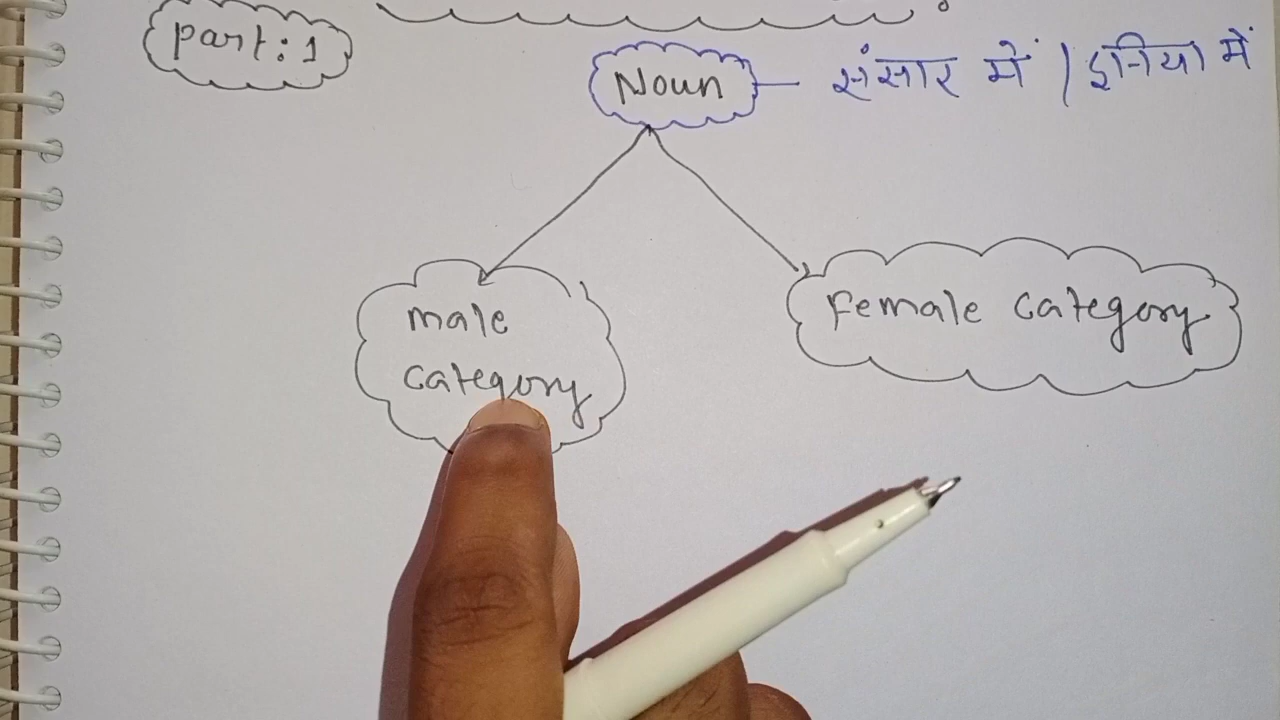 Part:1
Noun — संसार में / दुनिया में
male
category
Female category